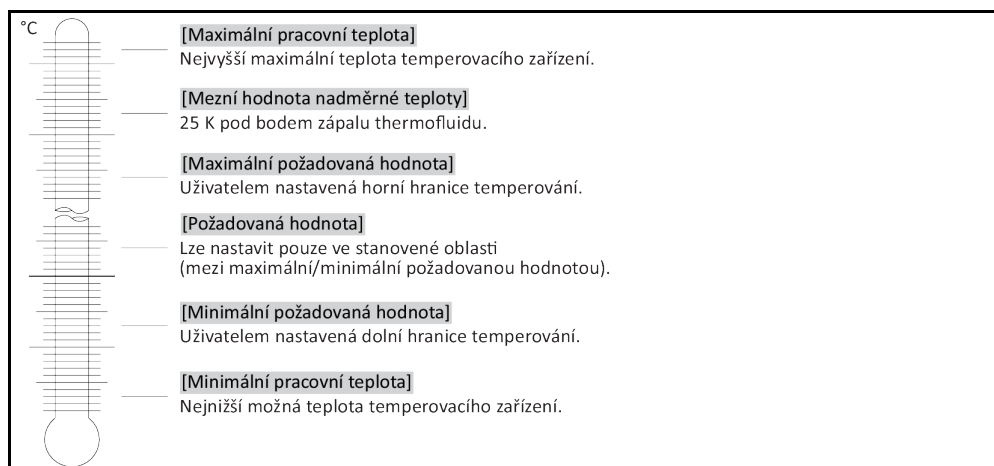 °C
[Maximální pracovní teplota]
Nejvyšší maximální teplota temperovacího zařízení.
[Mezní hodnota nadměrné teploty]
25 K pod bodem zápalu thermofluidu.
[Maximální požadovaná hodnota]
Uživatelem nastavená horní hranice temperování.
[Požadovaná hodnota]
Lze nastavit pouze ve stanovené oblasti
(mezi maximální/minimální požadovanou hodnotou).
[Minimální požadovaná hodnota]
Uživatelem nastavená dolní hranice temperování.
[Minimální pracovní teplota]
Nejnižší možná teplota temperovacího zařízení.